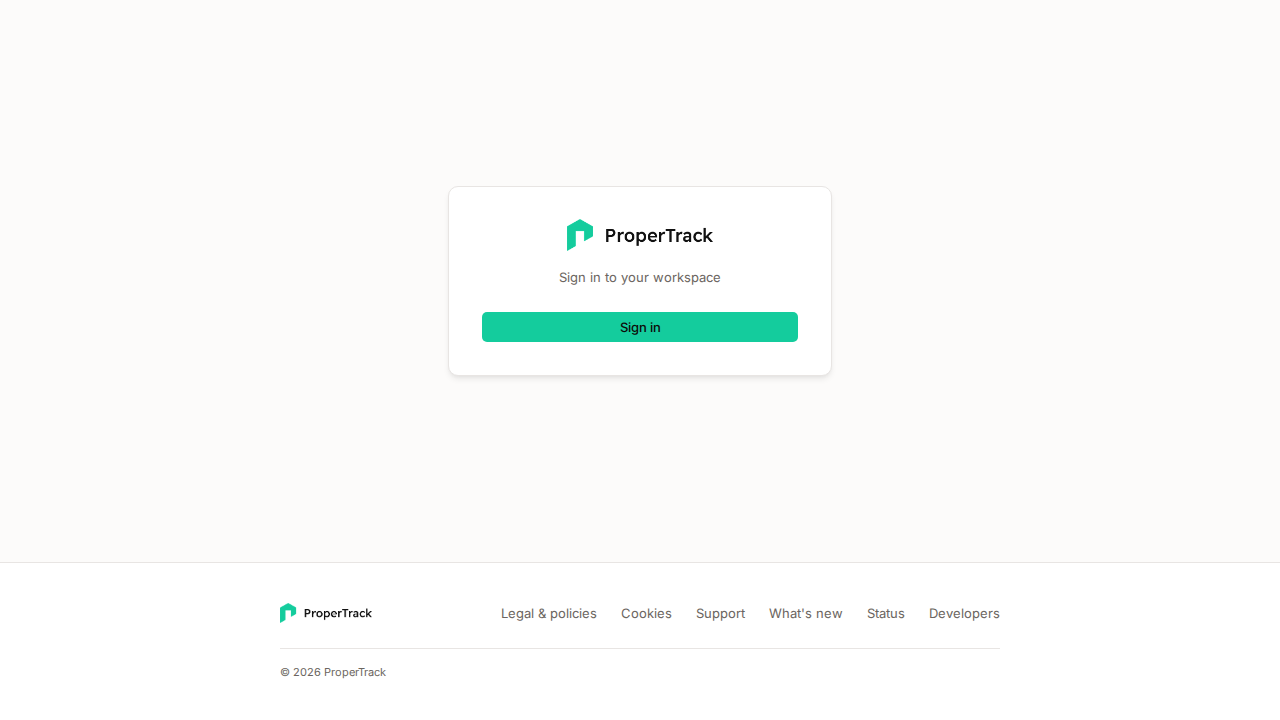 ProperTrack
Sign in to your workspace
Sign in
ProperTrack
Legal & policies Cookies Support What's new Status Developers
© 2026 ProperTrack